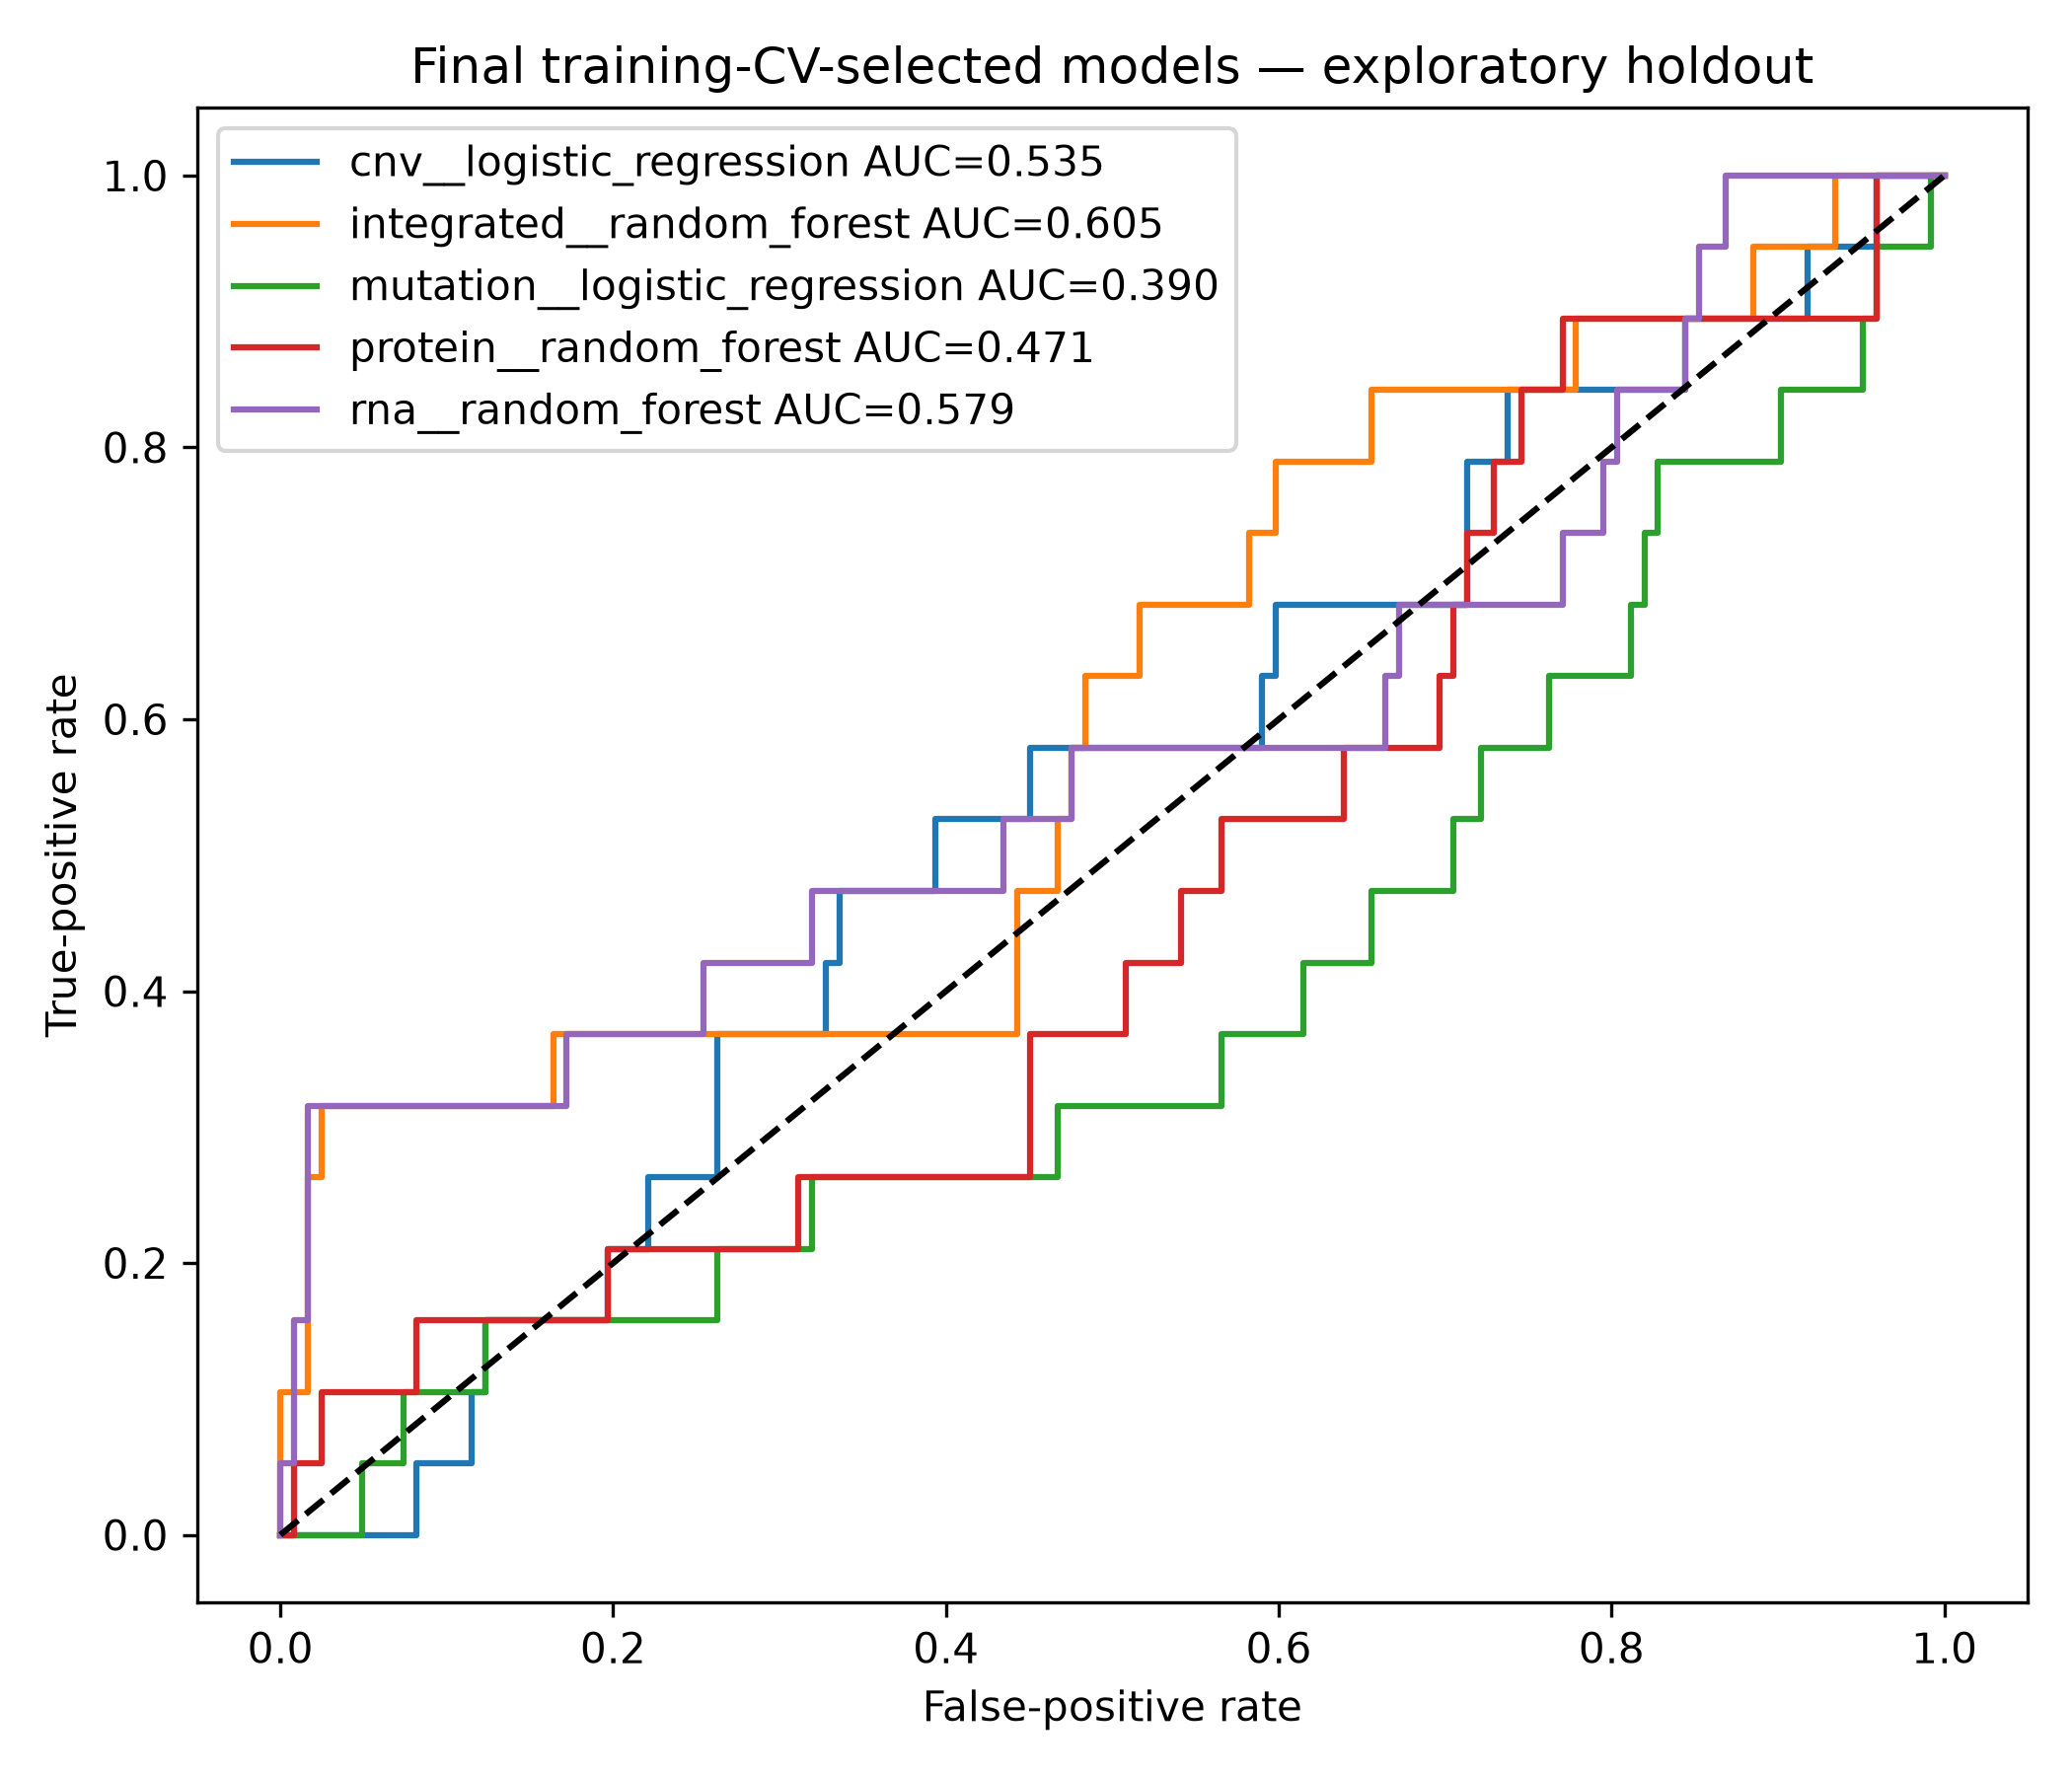 Final training-CV-selected models — exploratory holdout
cnv__logistic_regression AUC=0.535
integrated__random_forest AUC=0.605
mutation__logistic_regression AUC=0.390
protein__random_forest AUC=0.471
rna__random_forest AUC=0.579
1.0
0.8
0.6
0.4
0.2
0.0
True-positive rate
0.0 0.2 0.4 0.6 0.8 1.0
False-positive rate